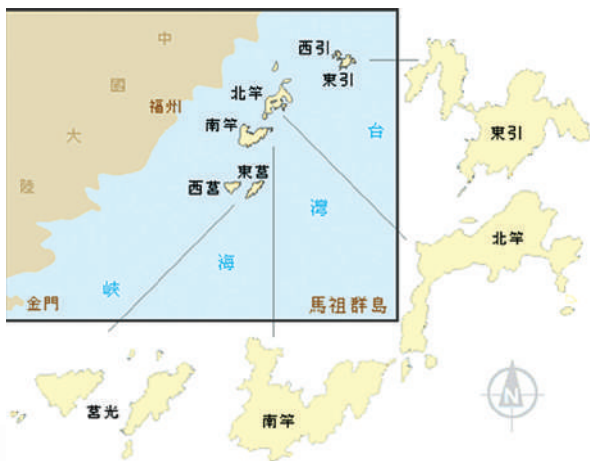 中
國
大
陸
福州
西引
東引
北竿
南竿
東莒
西莒
台
灣
海
峽
金門
馬祖群島
東引
北竿
莒光
南竿
N